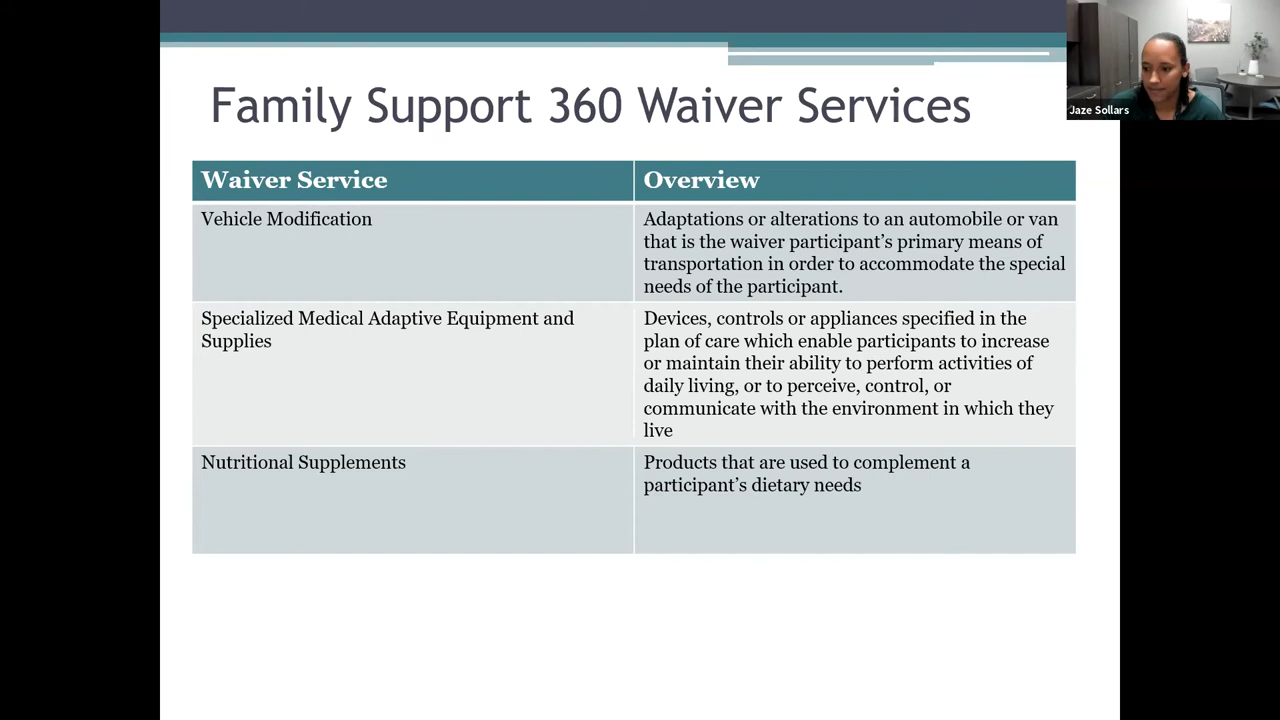 Family Support 360 Waiver Services
Jaze Sollars
Waiver Service
Overview
Vehicle Modification
Adaptations or alterations to an automobile or van
that is the waiver participant’s primary means of
transportation in order to accommodate the special
needs of the participant.
Specialized Medical Adaptive Equipment and
Supplies
Devices, controls or appliances specified in the
plan of care which enable participants to increase
or maintain their ability to perform activities of
daily living, or to perceive, control, or
communicate with the environment in which they
live
Nutritional Supplements
Products that are used to complement a
participant’s dietary needs